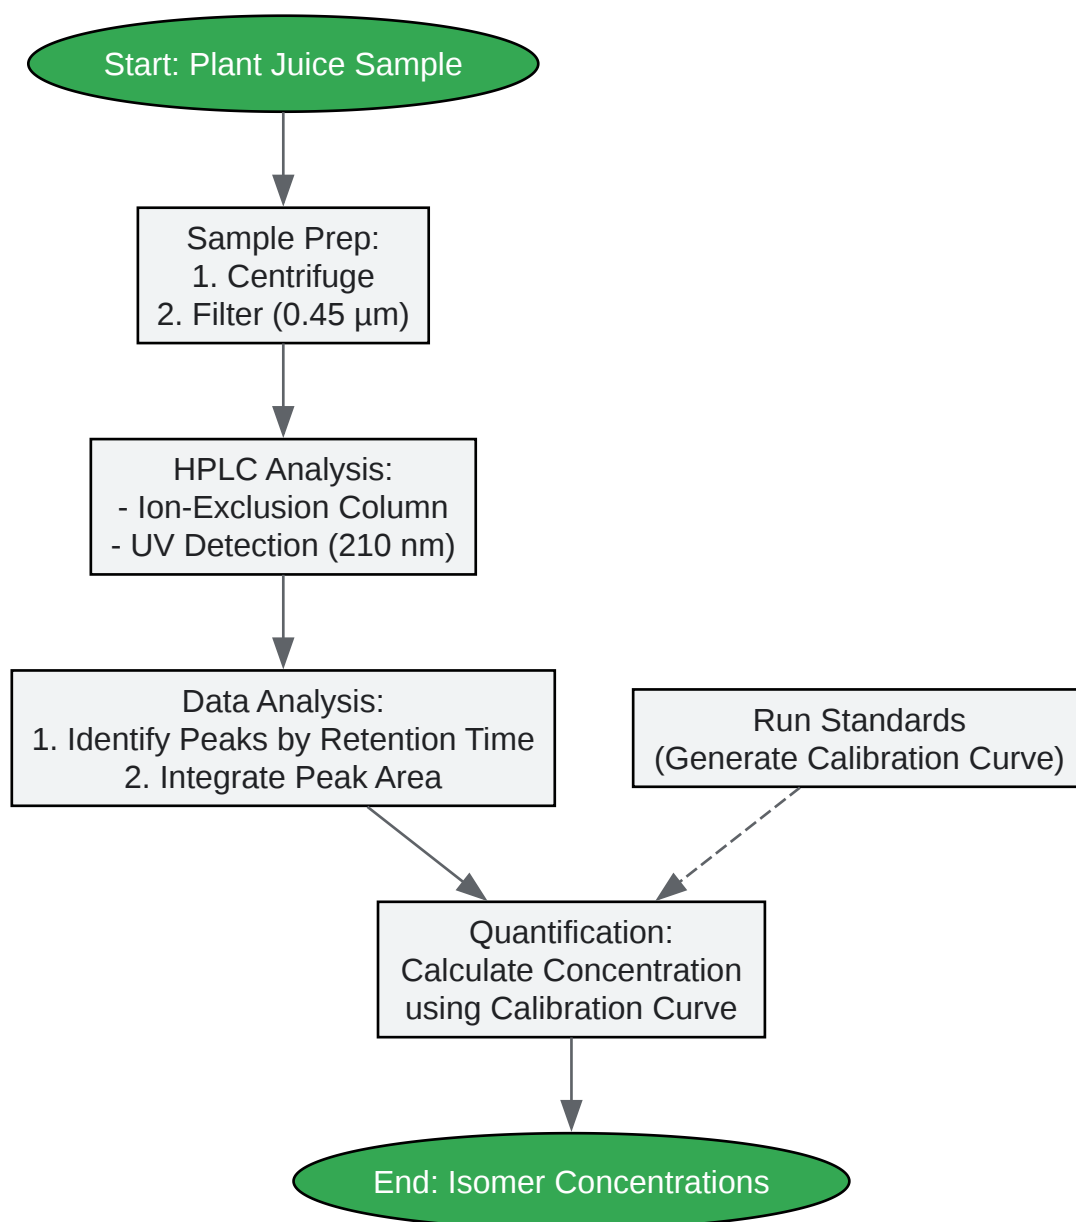 Start: Plant Juice Sample
Sample Prep:
1. Centrifuge
2. Filter (0.45 µm)
HPLC Analysis:
- Ion-Exclusion Column
- UV Detection (210 nm)
Data Analysis:
1. Identify Peaks by Retention Time
2. Integrate Peak Area
Run Standards
(Generate Calibration Curve)
Quantification:
Calculate Concentration
using Calibration Curve
End: Isomer Concentrations